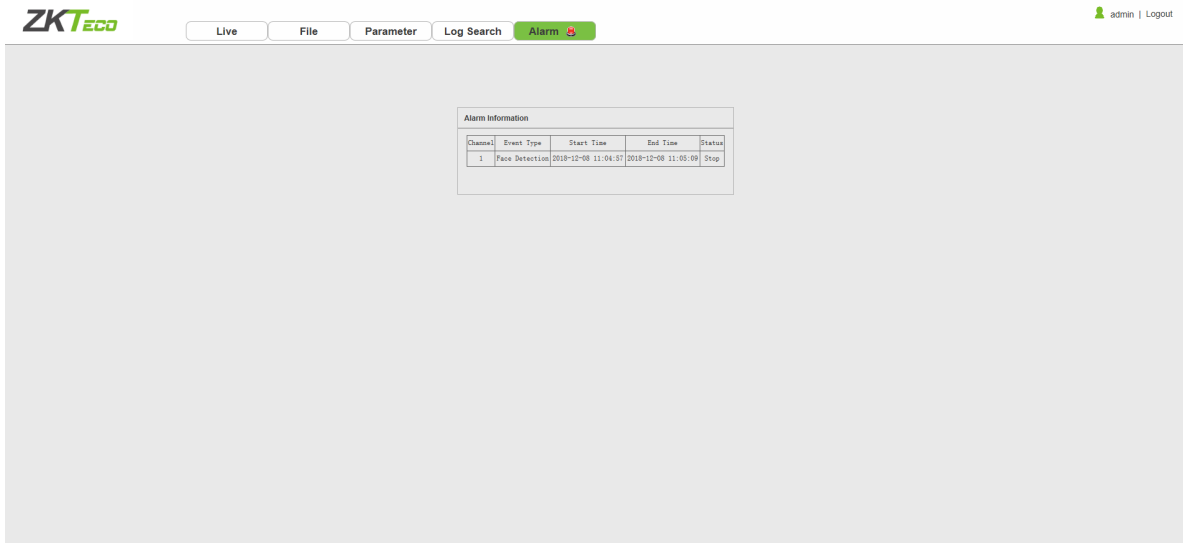 ZKTECO
admin | Logout
Live File Parameter Log Search Alarm
Alarm Information
Channel Event Type Start Time End Time Status
1 Face Detection 2018-12-08 11:04:57 2018-12-08 11:05:09 Stop